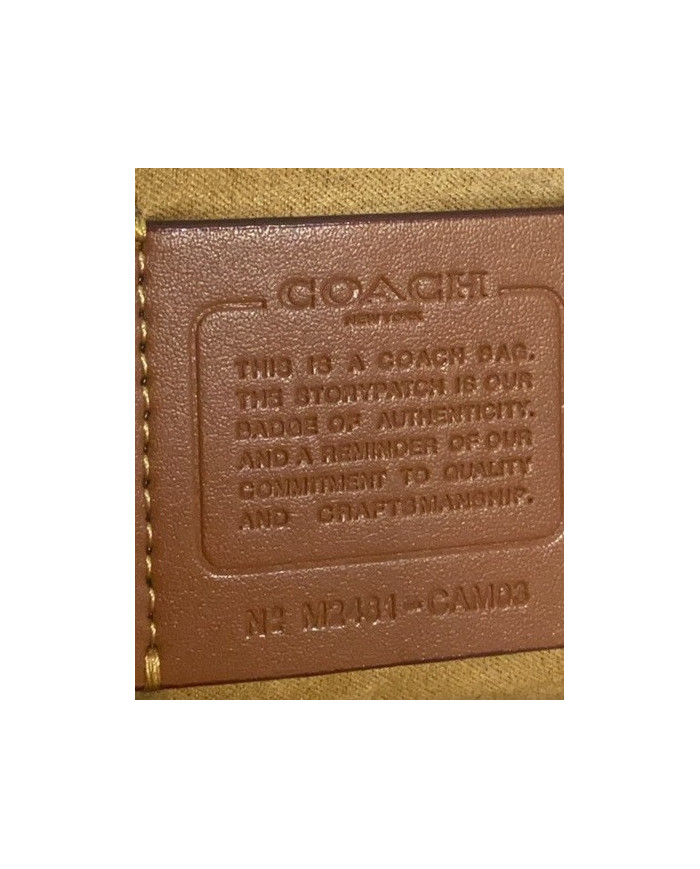 COACH
NEW YORK
THIS IS A COACH BAG.
THE STORYPATCH IS OUR
BADGE OF AUTHENTICITY,
AND A REMINDER OF OUR
COMMITMENT TO QUALITY
AND CRAFTSMANSHIP.
Nº M2484-CAM03